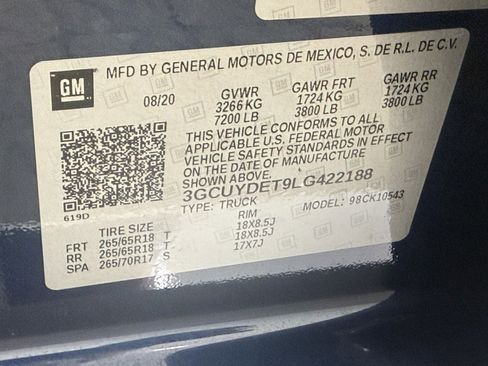 MFD BY GENERAL MOTORS DE MEXICO, S. DE R.L. DE C.V.
GM
08/20 GVWR GAWR FRT GAWR RR
3266 KG 1724 KG 1724 KG
7200 LB 3800 LB 3800 LB
THIS VEHICLE CONFORMS TO ALL
APPLICABLE U.S. FEDERAL MOTOR
VEHICLE SAFETY STANDARDS IN EFFECT
ON THE DATE OF MANUFACTURE
SHOWN ABOVE.
3GCUYDET9LG422188
619D
TYPE: TRUCK MODEL: 98CK10543
TIRE SIZE RIM
FRT 265/65R18 T 18X8.5J
RR 265/65R18 T 18X8.5J
SPA 265/70R17 S 17X7J